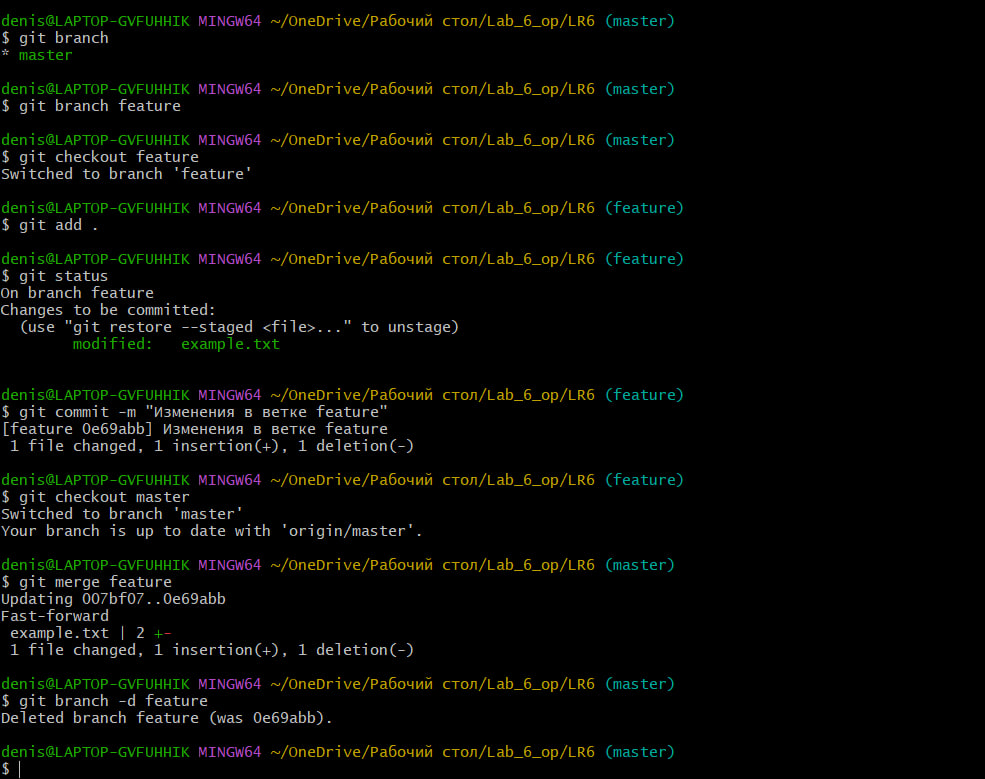 denis@LAPTOP-GVFUHHIK MINGW64 ~/OneDrive/Рабочий стол/Lab_6_op/LR6 (master)
$ git branch
* master
denis@LAPTOP-GVFUHHIK MINGW64 ~/OneDrive/Рабочий стол/Lab_6_op/LR6 (master)
$ git branch feature
denis@LAPTOP-GVFUHHIK MINGW64 ~/OneDrive/Рабочий стол/Lab_6_op/LR6 (master)
$ git checkout feature
Switched to branch 'feature'
denis@LAPTOP-GVFUHHIK MINGW64 ~/OneDrive/Рабочий стол/Lab_6_op/LR6 (feature)
$ git add .
denis@LAPTOP-GVFUHHIK MINGW64 ~/OneDrive/Рабочий стол/Lab_6_op/LR6 (feature)
$ git status
On branch feature
Changes to be committed:
  (use "git restore --staged <file>..." to unstage)
        modified:   example.txt
denis@LAPTOP-GVFUHHIK MINGW64 ~/OneDrive/Рабочий стол/Lab_6_op/LR6 (feature)
$ git commit -m "Изменения в ветке feature"
[feature 0e69abb] Изменения в ветке feature
 1 file changed, 1 insertion(+), 1 deletion(-)
denis@LAPTOP-GVFUHHIK MINGW64 ~/OneDrive/Рабочий стол/Lab_6_op/LR6 (feature)
$ git checkout master
Switched to branch 'master'
Your branch is up to date with 'origin/master'.
denis@LAPTOP-GVFUHHIK MINGW64 ~/OneDrive/Рабочий стол/Lab_6_op/LR6 (master)
$ git merge feature
Updating 007bf07..0e69abb
Fast-forward
 example.txt | 2 +-
 1 file changed, 1 insertion(+), 1 deletion(-)
denis@LAPTOP-GVFUHHIK MINGW64 ~/OneDrive/Рабочий стол/Lab_6_op/LR6 (master)
$ git branch -d feature
Deleted branch feature (was 0e69abb).
denis@LAPTOP-GVFUHHIK MINGW64 ~/OneDrive/Рабочий стол/Lab_6_op/LR6 (master)
$